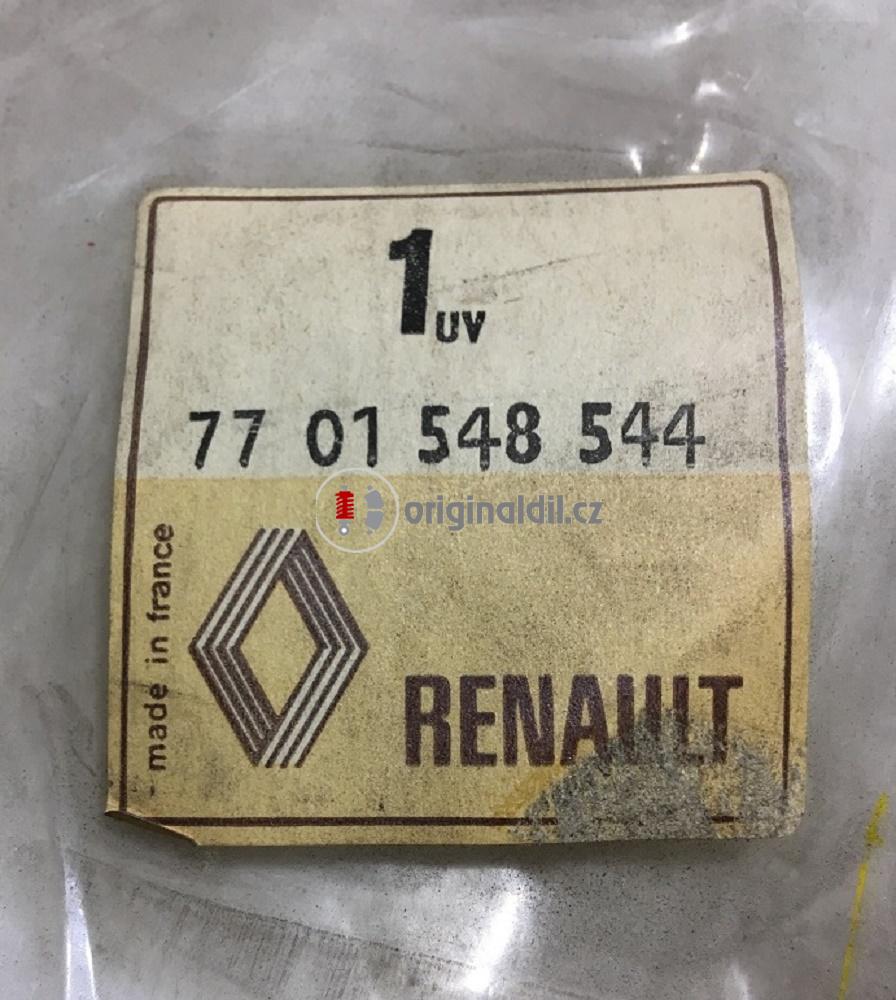 1 UV
77 01 548 544
originaldil.cz
made in france
RENAULT